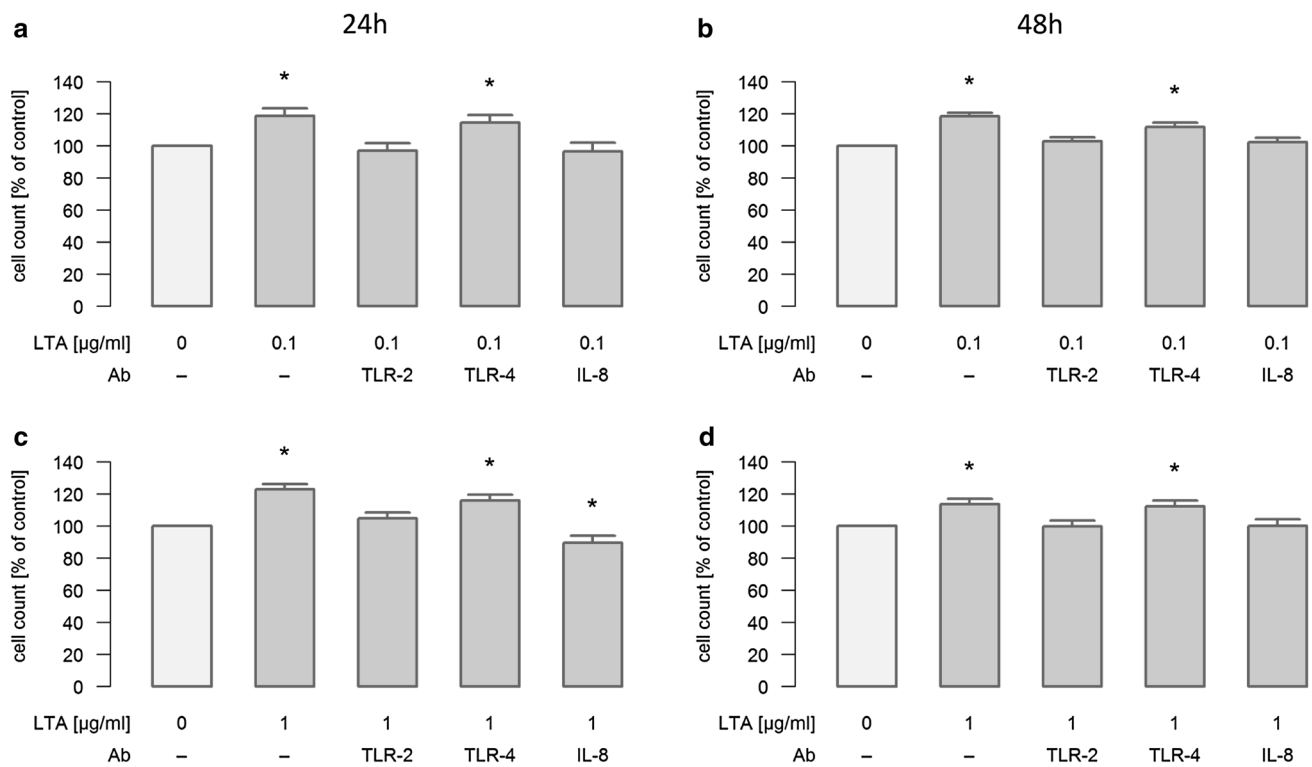 a 24h b 48h
cell count [% of control]
140
120
100
80
60
40
20
0
* *
LTA [µg/ml] 0 0.1 0.1 0.1 0.1
Ab – – TLR-2 TLR-4 IL-8
cell count [% of control]
140
120
100
80
60
40
20
0
* *
LTA [µg/ml] 0 0.1 0.1 0.1 0.1
Ab – – TLR-2 TLR-4 IL-8
c
cell count [% of control]
140
120
100
80
60
40
20
0
* * *
LTA [µg/ml] 0 1 1 1 1
Ab – – TLR-2 TLR-4 IL-8
d
cell count [% of control]
140
120
100
80
60
40
20
0
* *
LTA [µg/ml] 0 1 1 1 1
Ab – – TLR-2 TLR-4 IL-8